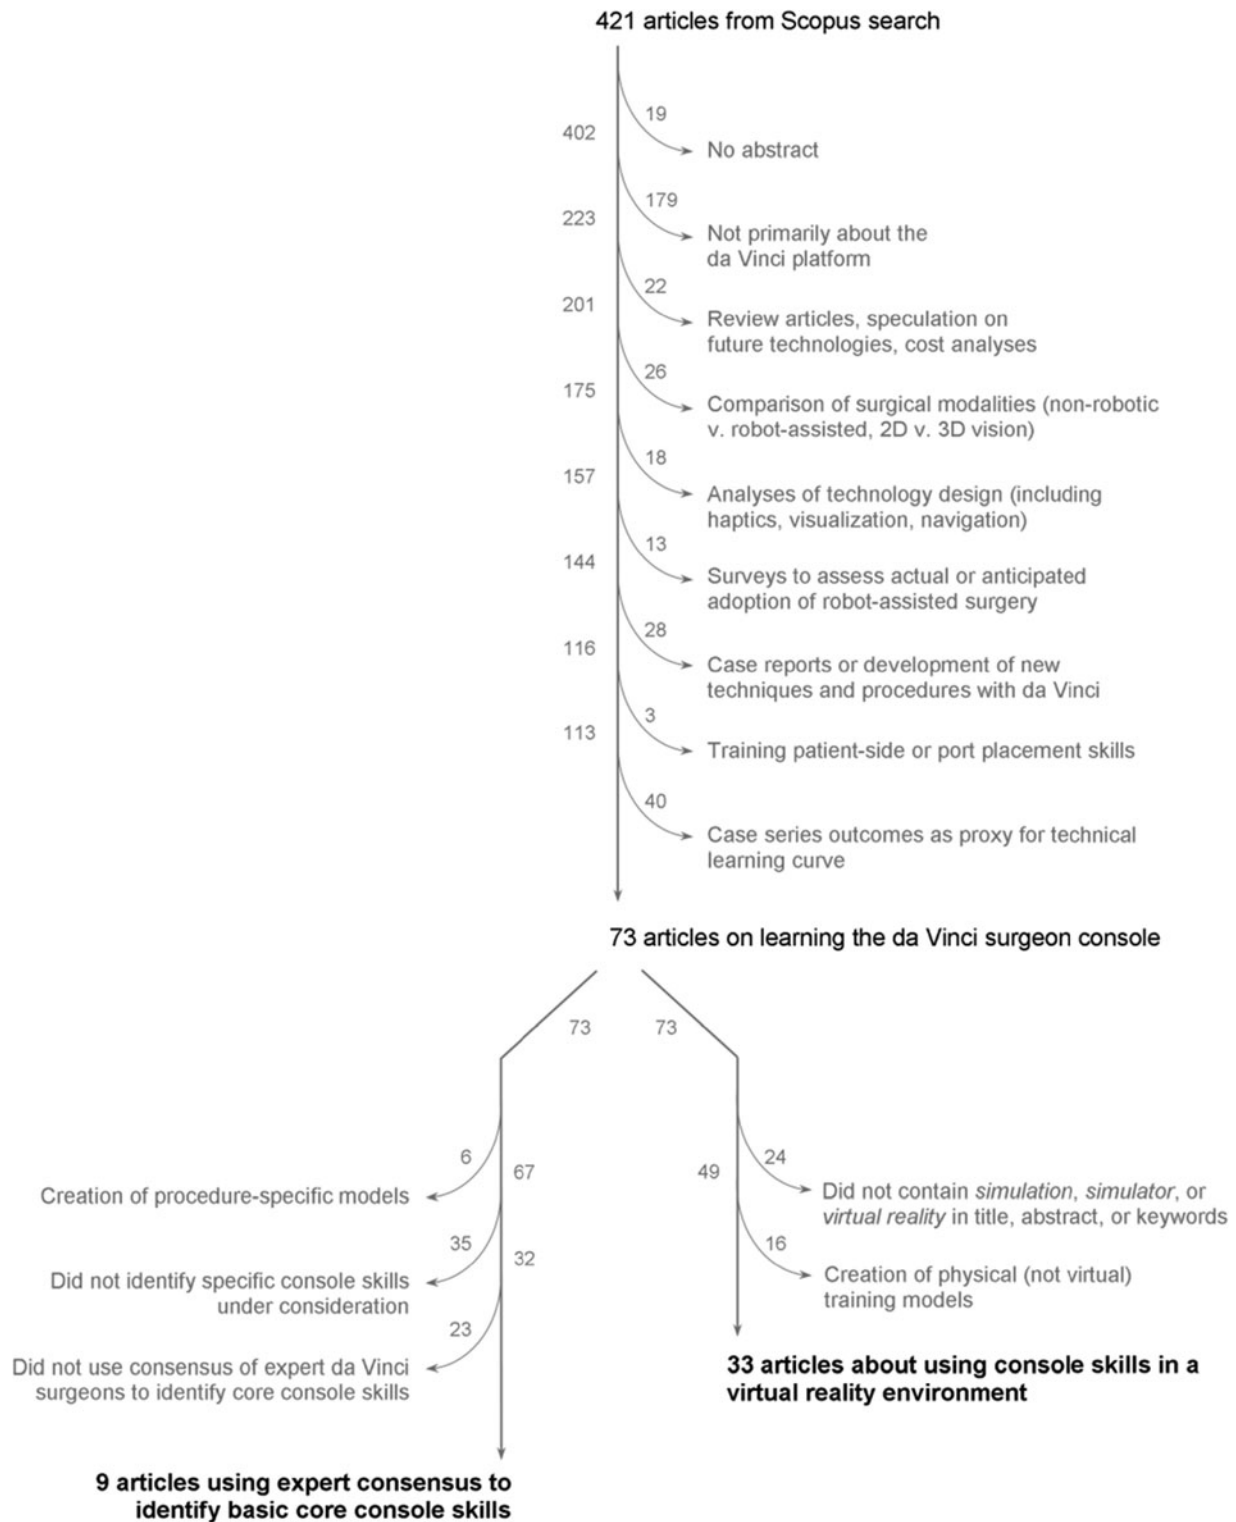 421 articles from Scopus search
19
402
No abstract
179
223
Not primarily about the
da Vinci platform
22
201
Review articles, speculation on
future technologies, cost analyses
26
175
Comparison of surgical modalities (non-robotic
v. robot-assisted, 2D v. 3D vision)
18
157
Analyses of technology design (including
haptics, visualization, navigation)
13
144
Surveys to assess actual or anticipated
adoption of robot-assisted surgery
28
116
Case reports or development of new
techniques and procedures with da Vinci
3
113
Training patient-side or port placement skills
40
Case series outcomes as proxy for technical
learning curve
73 articles on learning the da Vinci surgeon console
73
73
6
67
Creation of procedure-specific models
35
32
Did not identify specific console skills
under consideration
23
Did not use consensus of expert da Vinci
surgeons to identify core console skills
9 articles using expert consensus to
identify basic core console skills
24
49
Did not contain simulation, simulator, or
virtual reality in title, abstract, or keywords
16
Creation of physical (not virtual)
training models
33 articles about using console skills in a
virtual reality environment